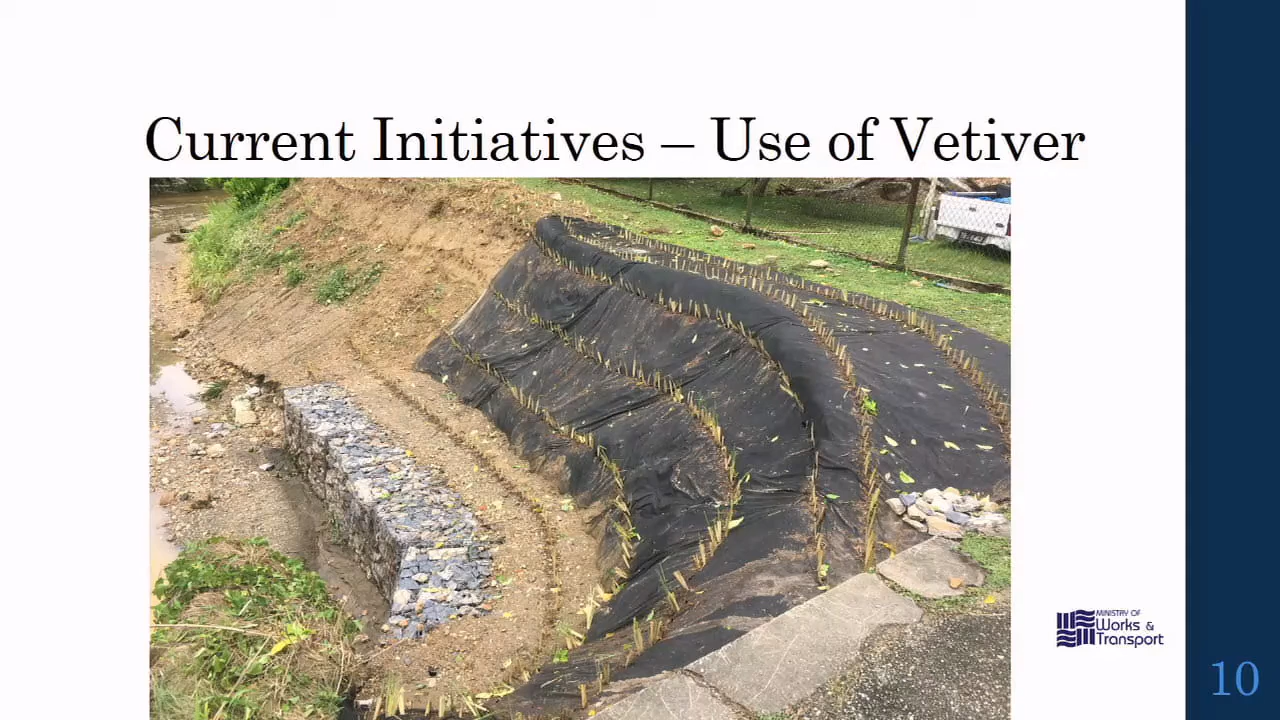 Current Initiatives – Use of Vetiver
MINISTRY OF
Works &
Transport
10